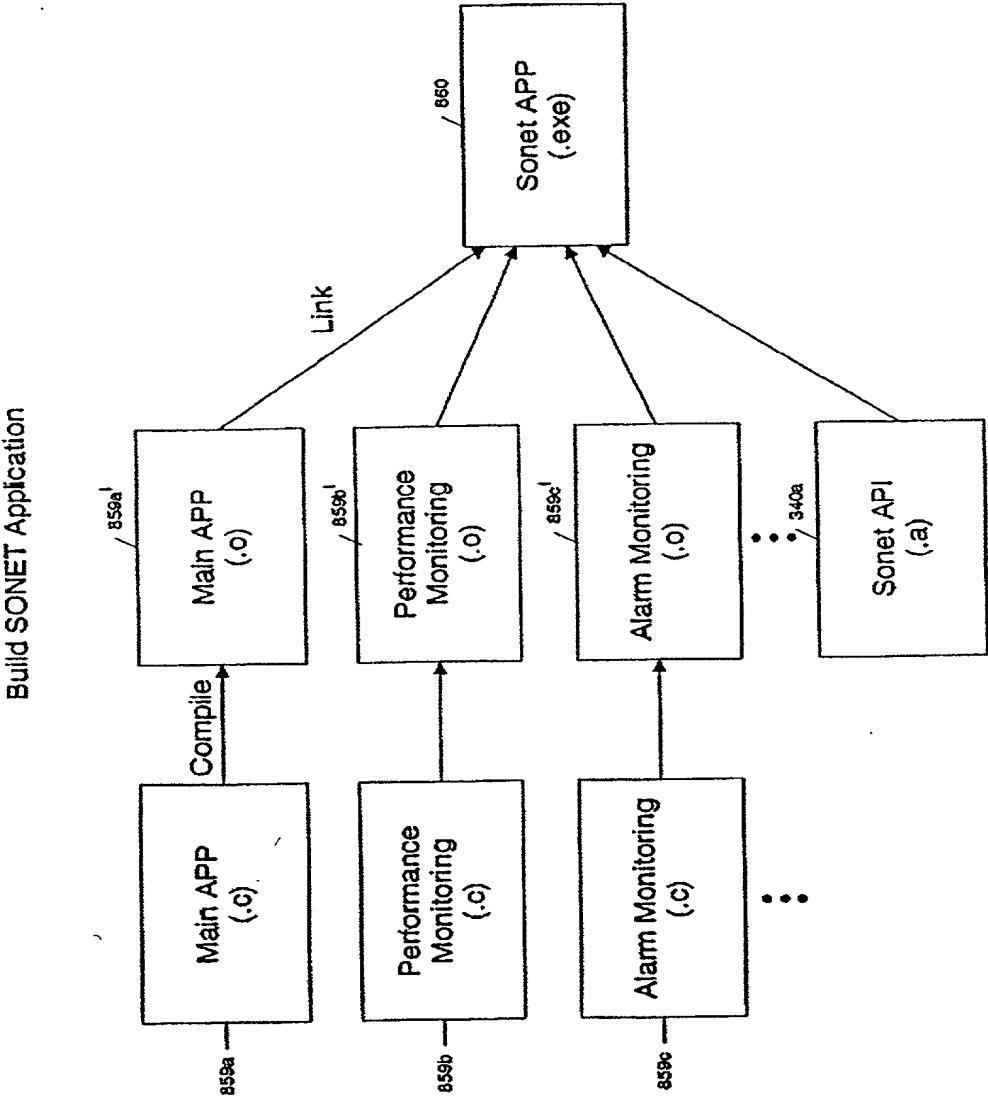 Build SONET Application
859a
Main APP
(.c)
Compile
859a'
Main APP
(.o)
Link
859b
Performance
Monitoring
(.c)
859b'
Performance
Monitoring
(.o)
859c
Alarm Monitoring
(.c)
859c'
Alarm Monitoring
(.o)
340a
Sonet API
(.a)
860
Sonet APP
(.exe)